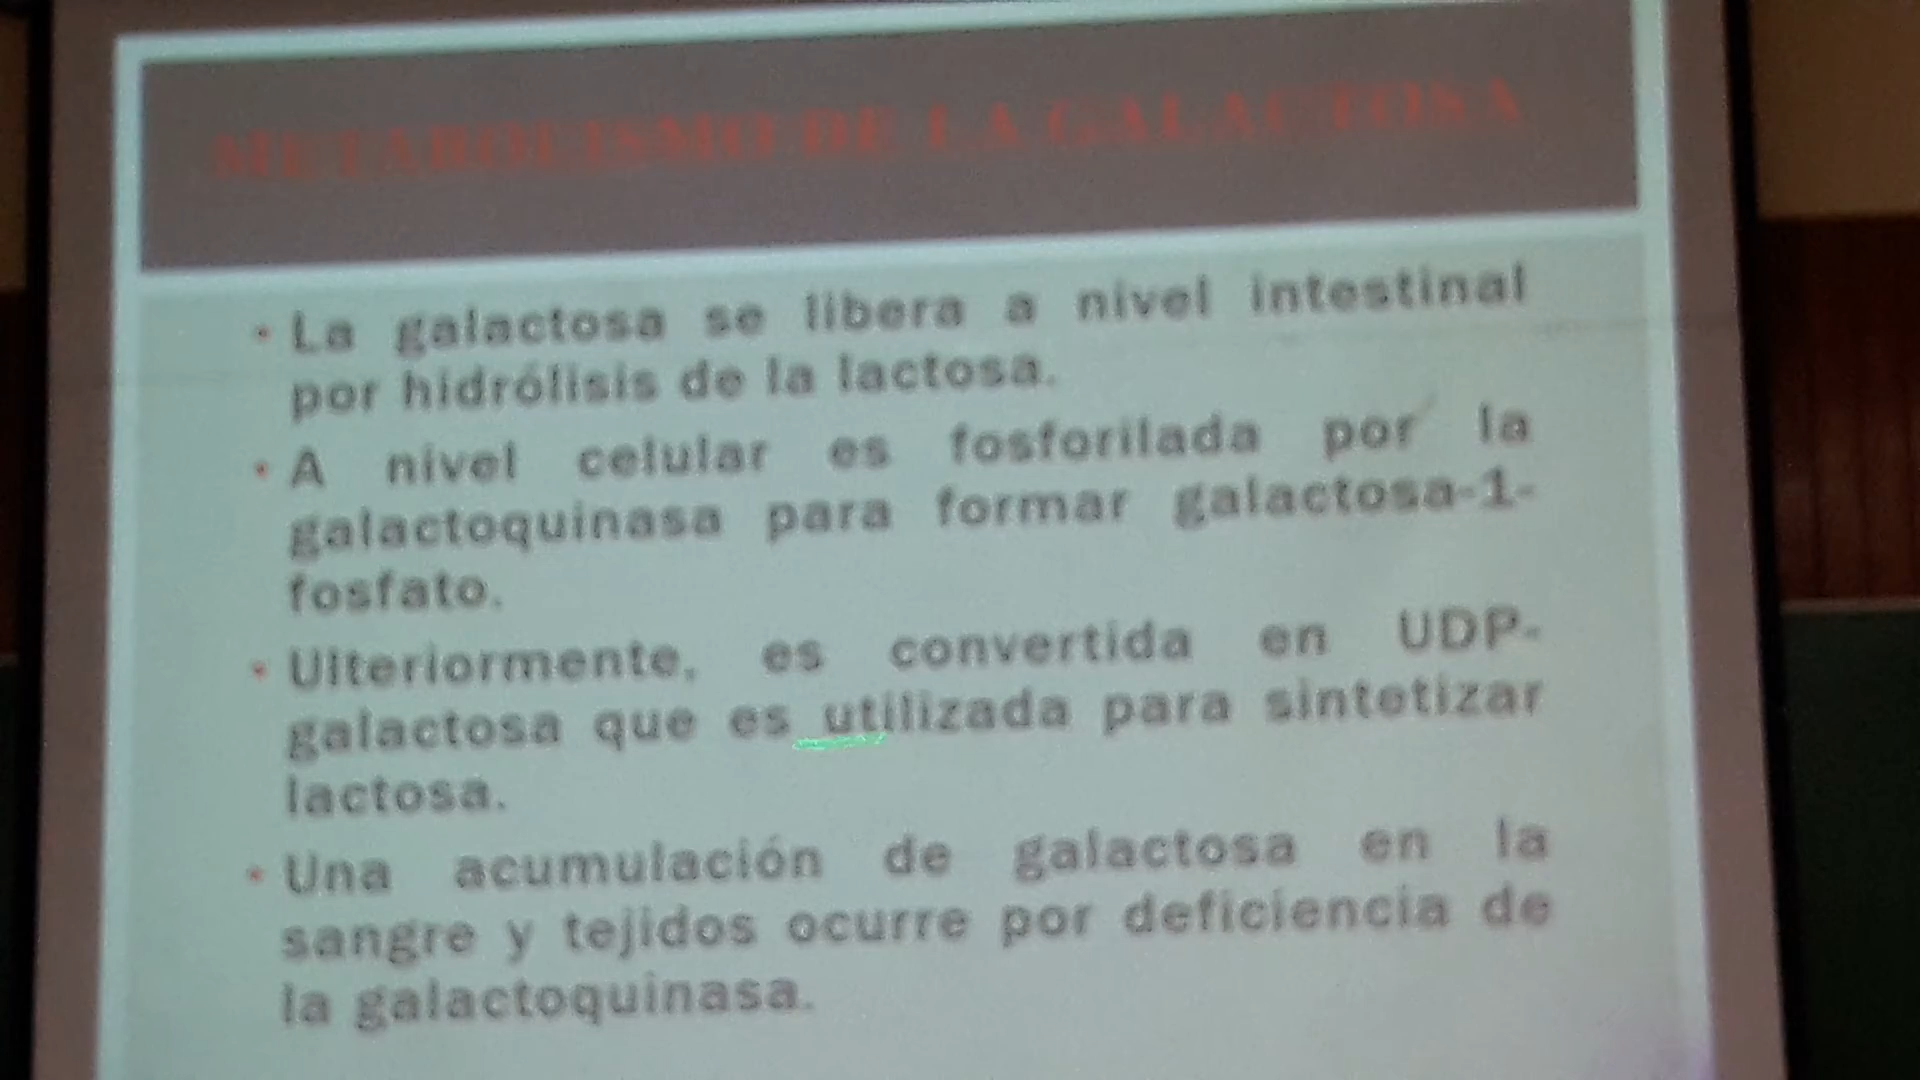 METABOLISMO DE LA GALACTOSA
• La galactosa se libera a nivel intestinal
por hidrólisis de la lactosa.
• A nivel celular es fosforilada por la
galactoquinasa para formar galactosa-1-
fosfato.
• Ulteriormente, es convertida en UDP-
galactosa que es utilizada para sintetizar
lactosa.
• Una acumulación de galactosa en la
sangre y tejidos ocurre por deficiencia de
la galactoquinasa.